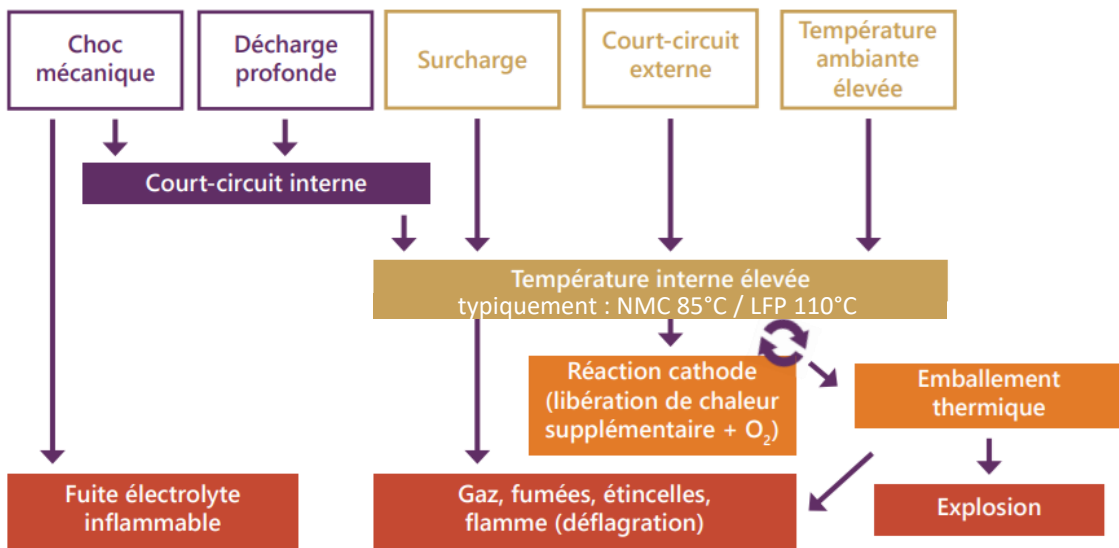 Choc
mécanique
Décharge
profonde
Surcharge
Court-circuit
externe
Température
ambiante
élevée
Court-circuit interne
Température interne élevée
typiquement : NMC 85°C / LFP 110°C
Réaction cathode
(libération de chaleur
supplémentaire + O₂)
Emballement
thermique
Fuite électrolyte
inflammable
Gaz, fumées, étincelles,
flamme (déflagration)
Explosion